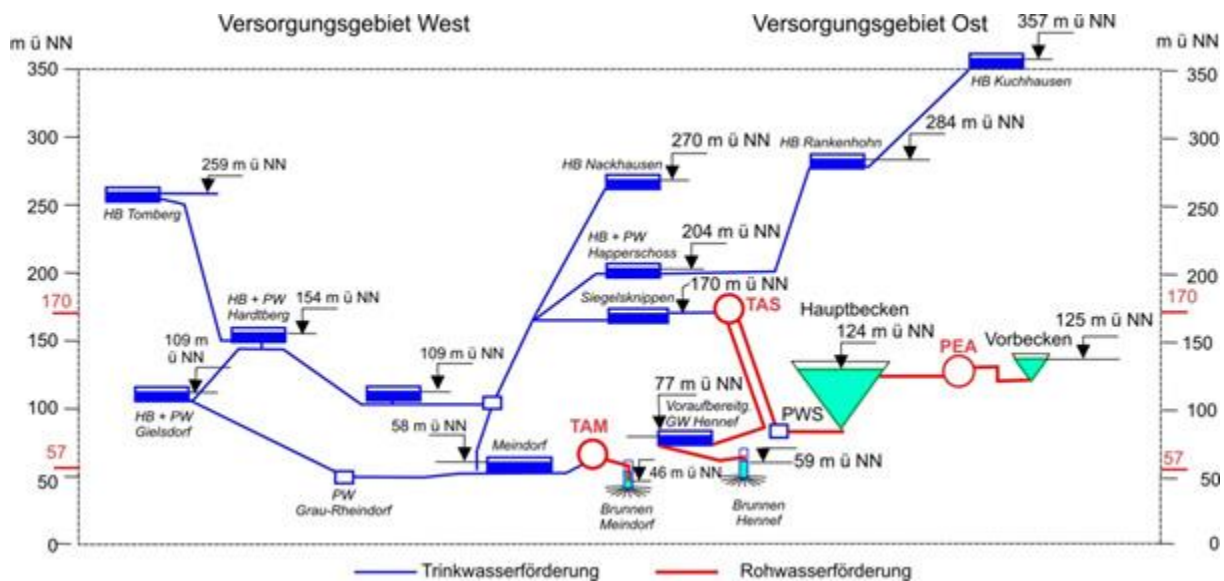 Versorgungsgebiet West
Versorgungsgebiet Ost
357 m ü NN
m ü NN
m ü NN
350
350
HB Kuchhausen
300
300
284 m ü NN
HB Rankenhohn
270 m ü NN
HB Nackhausen
259 m ü NN
250
250
HB Tomberg
204 m ü NN
HB + PW
Happerschoss
200
200
170
170
Siegelsknippen
170 m ü NN
TAS
HB + PW
Hardtberg
154 m ü NN
Hauptbecken
124 m ü NN
125 m ü NN
Vorbecken
PEA
150
150
109 m
ü NN
109 m ü NN
HB + PW
Gielsdorf
100
100
77 m ü NN
Voraufbereitg.
GW Hennef
PWS
58 m ü NN
Meindorf
TAM
57
57
46 m ü NN
59 m ü NN
50
50
PW
Grau-Rheindorf
Brunnen
Meindorf
Brunnen
Hennef
0
0
Trinkwasserförderung
Rohwasserförderung